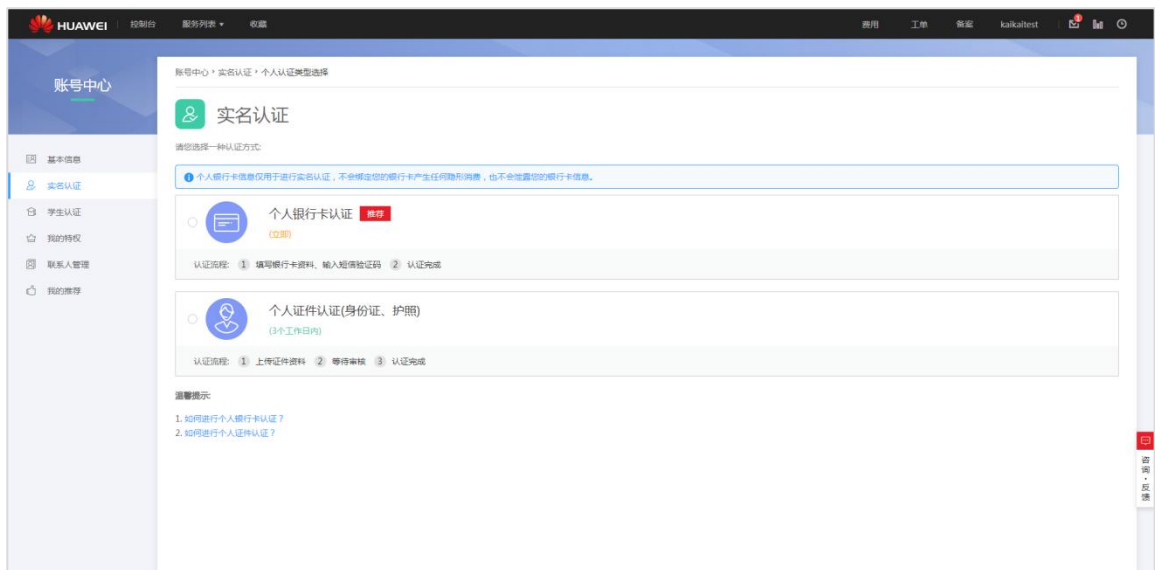 HUAWEI 控制台 服务列表 收藏 费用 工单 备案 kaikaitest 1
账号中心
基本信息
实名认证
学生认证
我的特权
联系人管理
我的推荐
账号中心 > 实名认证 > 个人认证类型选择
实名认证
请您选择一种认证方式:
个人银行卡信息仅用于进行实名认证，不会绑定您的银行卡产生任何隐形消费，也不会泄露您的银行卡信息。
个人银行卡认证 推荐
(立即)
认证流程: 1 填写银行卡资料、输入短信验证码 2 认证完成
个人证件认证(身份证、护照)
(3个工作日内)
认证流程: 1 上传证件资料 2 等待审核 3 认证完成
温馨提示:
1. 如何进行个人银行卡认证？
2. 如何进行个人证件认证？
咨询·反馈